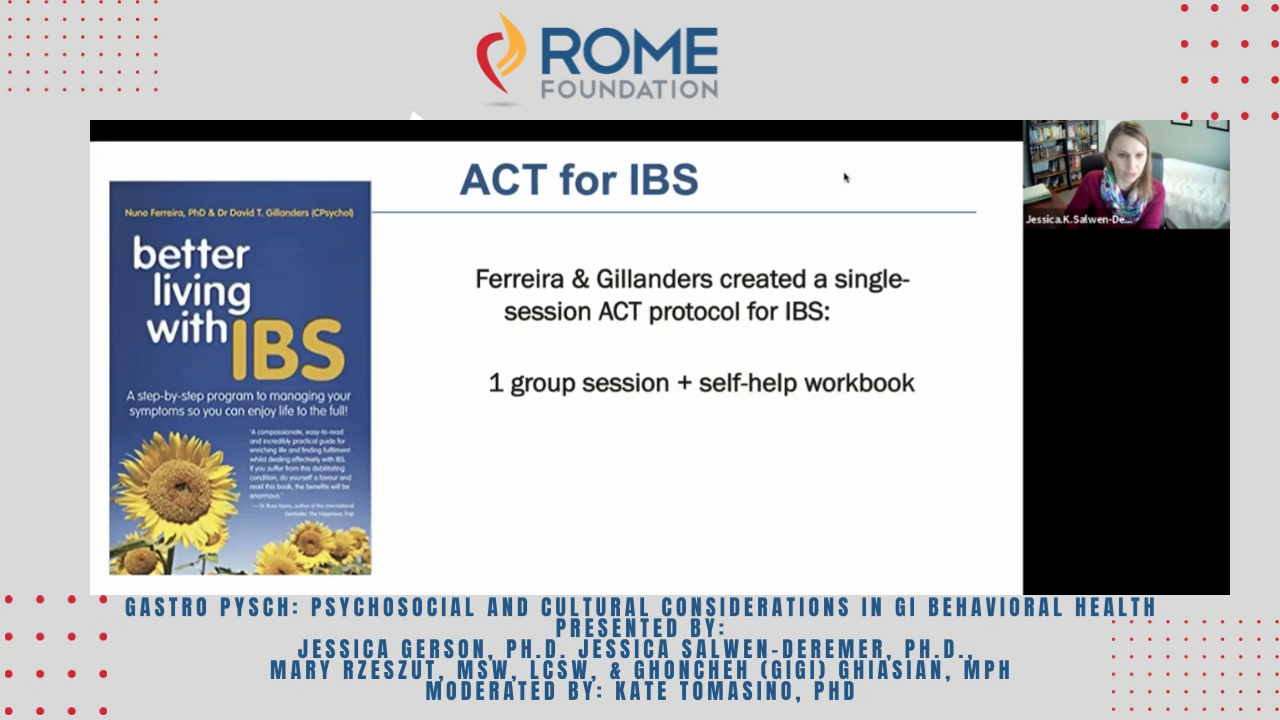 ROME
FOUNDATION
ACT for IBS
Nuno Ferreira, PhD & Dr David T. Gillanders (CPsychol)
better
living
with IBS
A step-by-step program to managing your
symptoms so you can enjoy life to the full!
'A compassionate, easy-to-read
and incredibly practical guide for
enriching life and finding fulfilment
whilst dealing effectively with IBS.
If you suffer from this debilitating
condition, do yourself a favour and
read this book, the benefits will be
enormous.'
— Dr Russ Harris, author of the international
bestseller The Happiness Trap
Ferreira & Gillanders created a single-
session ACT protocol for IBS:
1 group session + self-help workbook
Jessica.K.Salwen-De...
GASTRO PYSCH: PSYCHOSOCIAL AND CULTURAL CONSIDERATIONS IN GI BEHAVIORAL HEALTH
PRESENTED BY:
JESSICA GERSON, PH.D. JESSICA SALWEN-DEREMER, PH.D.,
MARY RZESZUT, MSW, LCSW, & GHONCHEH (GIGI) GHIASIAN, MPH
MODERATED BY: KATE TOMASINO, PHD